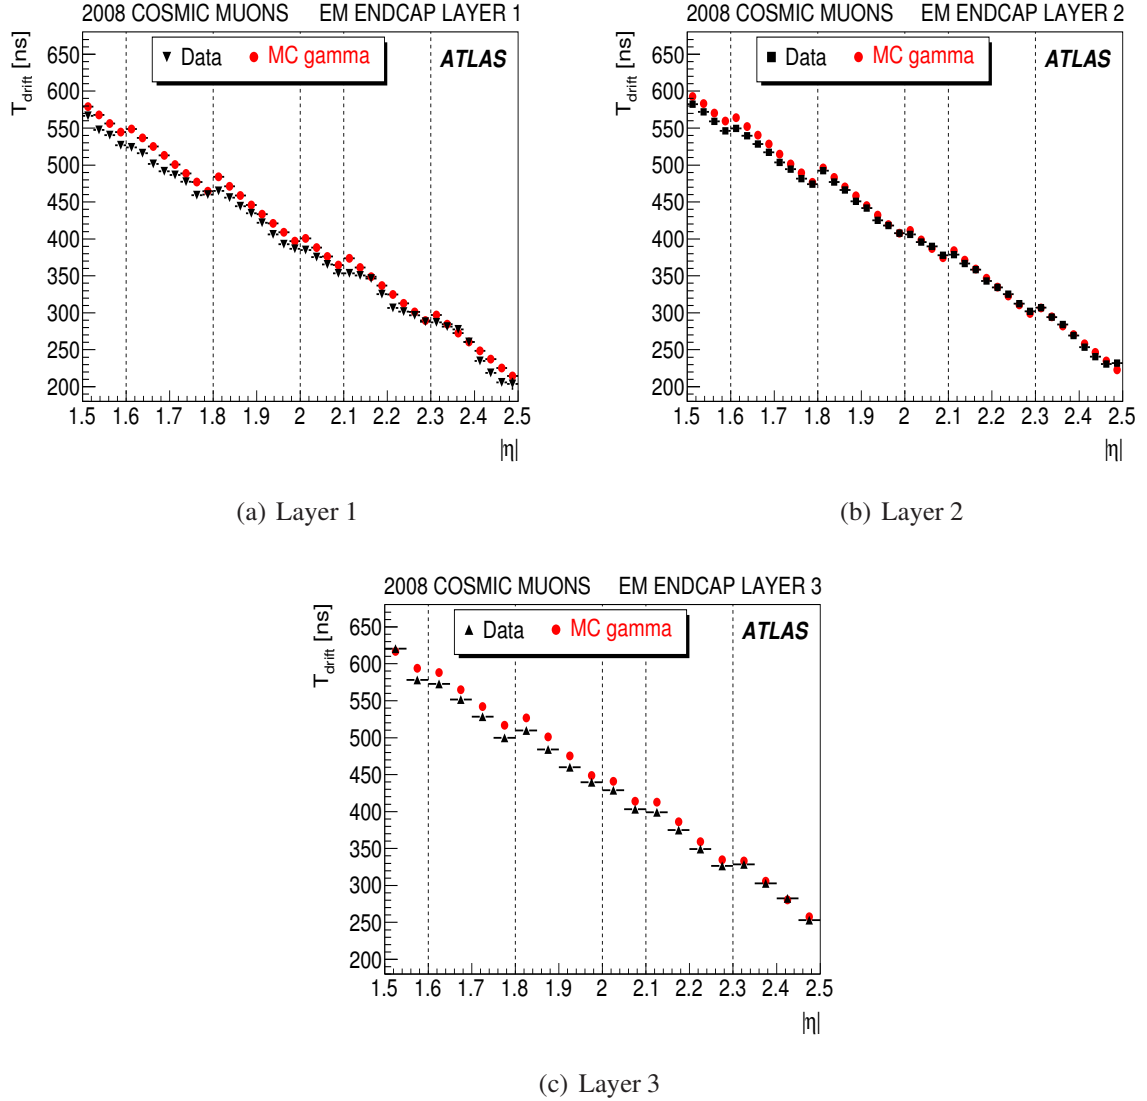 2008 COSMIC MUONS EM ENDCAP LAYER 1
T_drift [ns]
Data MC gamma ATLAS
650
600
550
500
450
400
350
300
250
200
1.5 1.6 1.7 1.8 1.9 2 2.1 2.2 2.3 2.4 2.5
|η|
(a) Layer 1
2008 COSMIC MUONS EM ENDCAP LAYER 2
T_drift [ns]
Data MC gamma ATLAS
650
600
550
500
450
400
350
300
250
200
1.5 1.6 1.7 1.8 1.9 2 2.1 2.2 2.3 2.4 2.5
|η|
(b) Layer 2
2008 COSMIC MUONS EM ENDCAP LAYER 3
T_drift [ns]
Data MC gamma ATLAS
650
600
550
500
450
400
350
300
250
200
1.5 1.6 1.7 1.8 1.9 2 2.1 2.2 2.3 2.4 2.5
|η|
(c) Layer 3